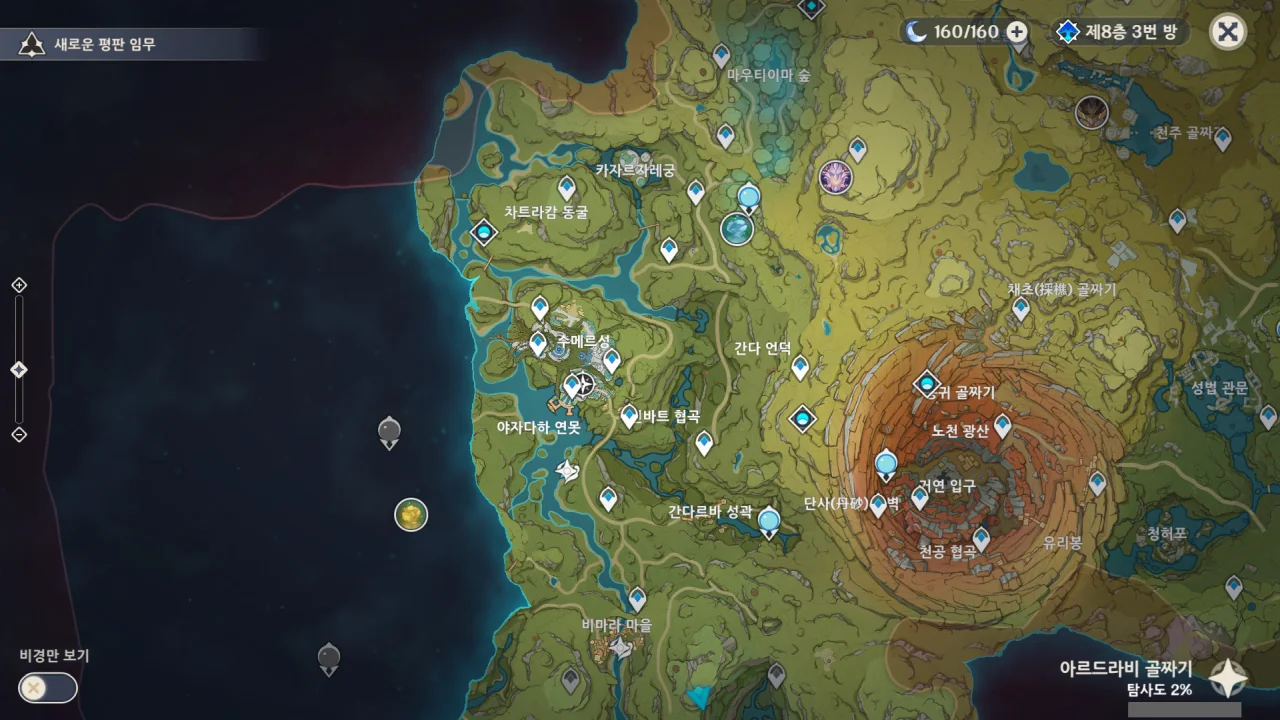 새로운 평판 임무
160/160
제8층 3번 방
마우티이마 숲
천주 골짜
카자르자레궁
차트라캄 동굴
채초(採樵) 골짜기
수메르성
간다 언덕
성법 관문
귀 골짜기
바트 협곡
야자다하 연못
노천 광산
거연 입구
단사(丹砂) 벽
간다르바 성곽
청허포
유리봉
천공 협곡
비마라 마을
비경만 보기
아르드라비 골짜기
탐사도 2%